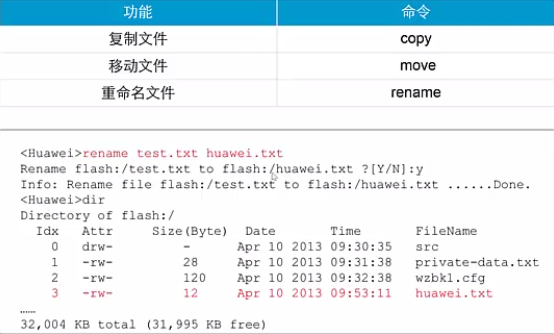 功能 命令
复制文件 copy
移动文件 move
重命名文件 rename
<Huawei>rename test.txt huawei.txt
Rename flash:/test.txt to flash:/huawei.txt ?[Y/N]:y
Info: Rename file flash:/test.txt to flash:/huawei.txt ......Done.
<Huawei>dir
Directory of flash:/
Idx Attr Size(Byte) Date Time FileName
0 drw- - Apr 10 2013 09:30:35 src
1 -rw- 28 Apr 10 2013 09:31:38 private-data.txt
2 -rw- 120 Apr 10 2013 09:32:38 wzbkl.cfg
3 -rw- 12 Apr 10 2013 09:53:11 huawei.txt
……
32,004 KB total (31,995 KB free)